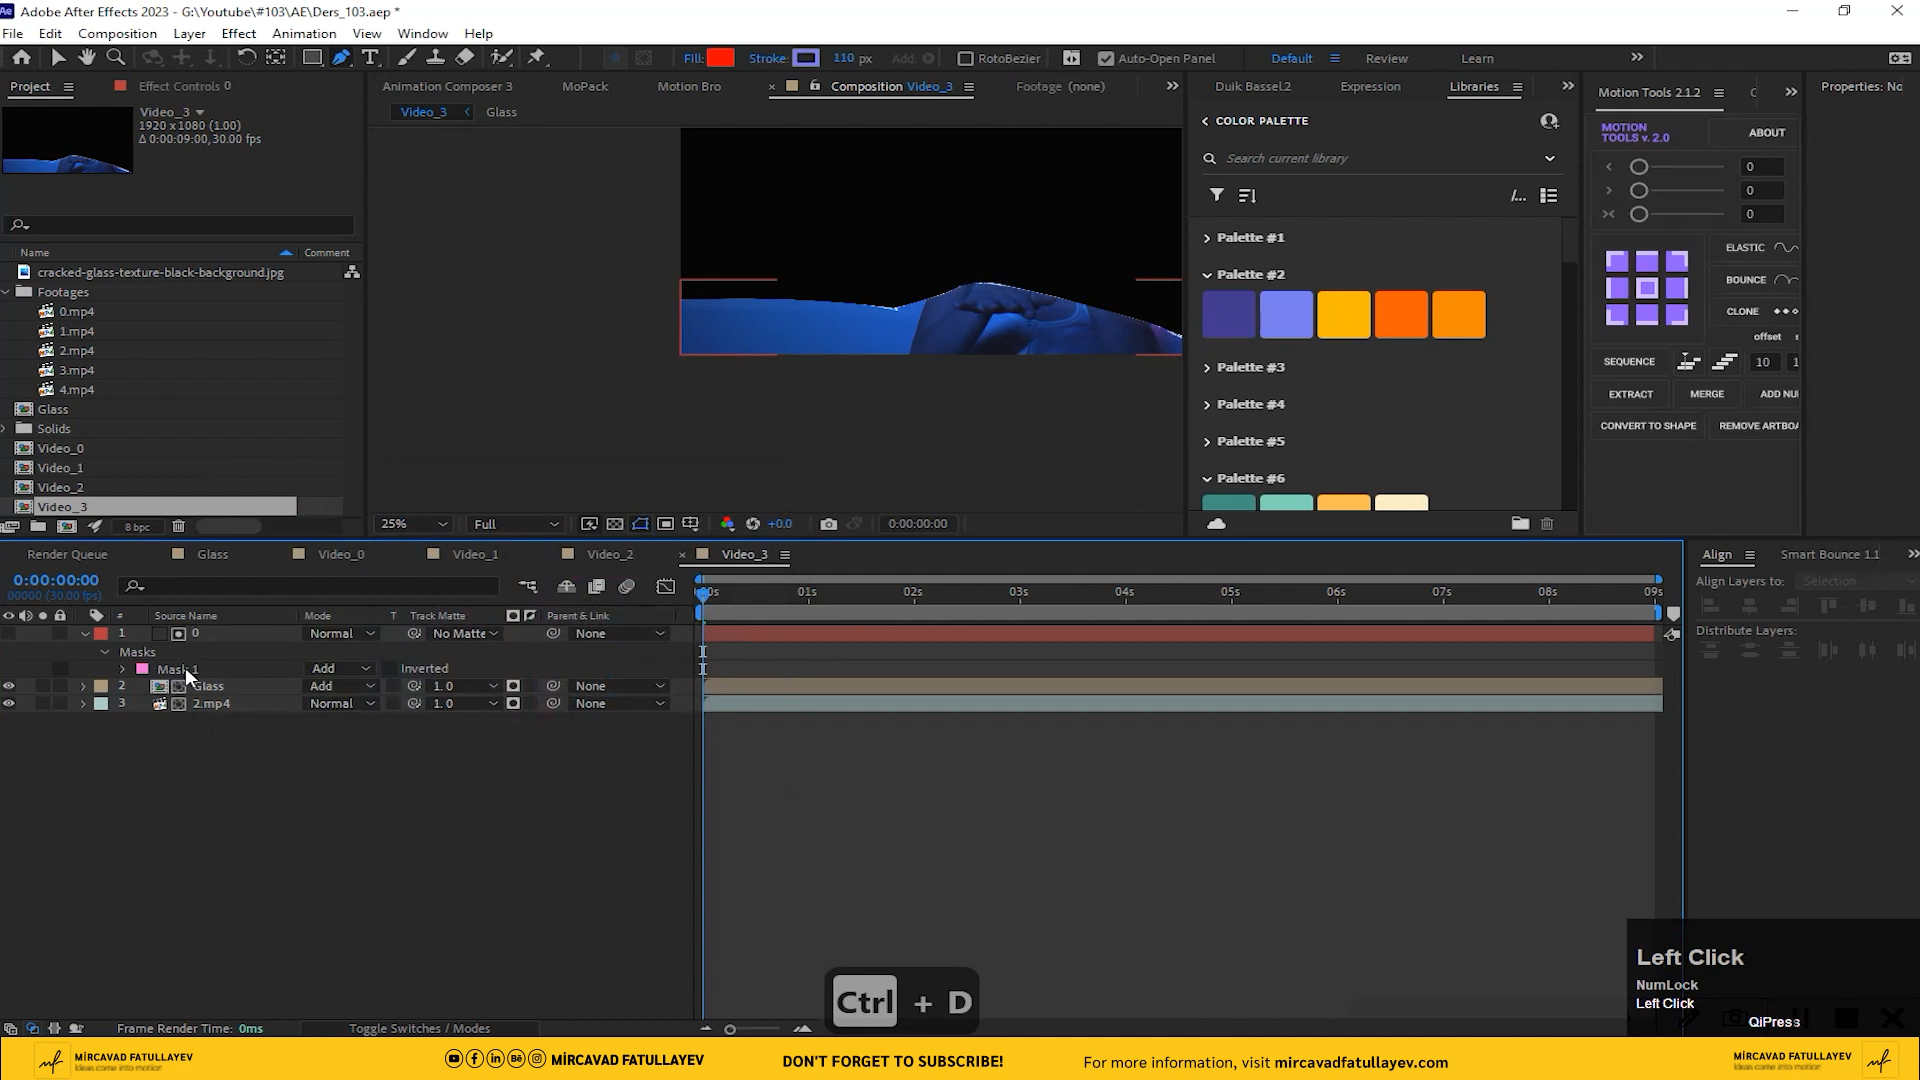 Ae Adobe After Effects 2023 - G:\Youtube\#103\AE\Ders_103.aep *
File Edit Composition Layer Effect Animation View Window Help
Fill: Stroke: 110 px Add: RotoBezier Auto-Open Panel Default Review Learn
Project Effect Controls 0
Video_3
1920 x 1080 (1.00)
Δ 0:00:09:00, 30.00 fps
Name Comment
cracked-glass-texture-black-background.jpg
Footages
0.mp4
1.mp4
2.mp4
3.mp4
4.mp4
Glass
Solids
Video_0
Video_1
Video_2
Video_3
8 bpc
Animation Composer 3 MoPack Motion Bro Composition Video_3 Footage (none)
Video_3 Glass
25% Full +0.0 0:00:00:00
Duik Bassel.2 Expression Libraries
COLOR PALETTE
Search current library
Palette #1
Palette #2
Palette #3
Palette #4
Palette #5
Palette #6
Motion Tools 2.1.2
MOTION
TOOLS v. 2.0
ABOUT
0
0
0
ELASTIC
BOUNCE
CLONE
offset
SEQUENCE 10
EXTRACT MERGE ADD NU
CONVERT TO SHAPE REMOVE ARTBOA
Properties: No
Render Queue Glass Video_0 Video_1 Video_2 Video_3
0:00:00:00
00000 (30.00 fps)
# Source Name Mode T Track Matte Parent & Link
1 0 Normal No Matte None
Masks
Mask 1 Add Inverted
2 Glass Add 1. 0 None
3 2.mp4 Normal 1. 0 None
01s 02s 03s 04s 05s 06s 07s 08s 09s
Frame Render Time: 0ms Toggle Switches / Modes
Align Smart Bounce 1.1
Align Layers to: Selection
Distribute Layers:
Ctrl + D
Left Click
NumLock
Left Click
QiPress
mf MİRCAVAD FATULLAYEV
Ideas come into motion
MİRCAVAD FATULLAYEV
DON'T FORGET TO SUBSCRIBE!
For more information, visit mircavadfatullayev.com
MİRCAVAD FATULLAYEV
Ideas come into motion
mf